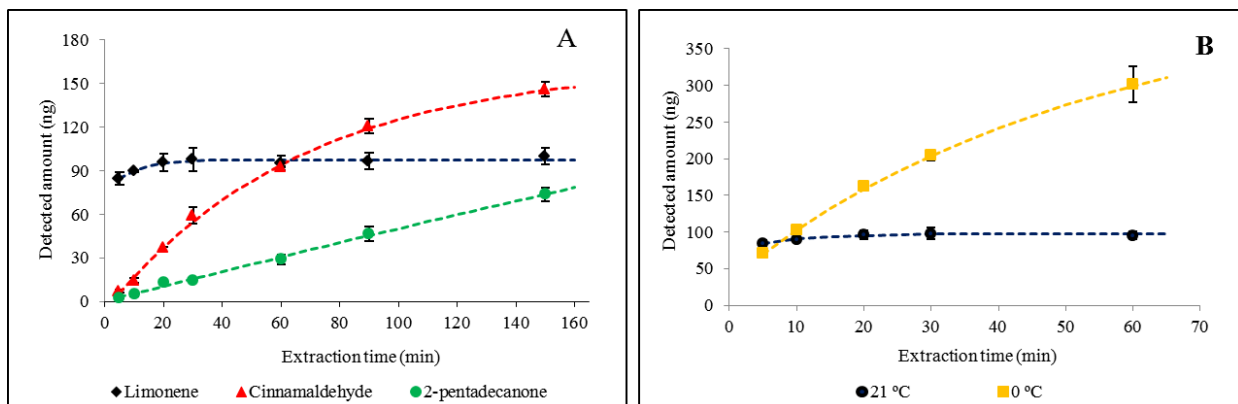 A
180
150
120
90
60
30
0
Detected amount (ng)
0 20 40 60 80 100 120 140 160
Extraction time (min)
Limonene Cinnamaldehyde 2-pentadecanone
B
350
300
250
200
150
100
50
0
Detected amount (ng)
0 10 20 30 40 50 60 70
Extraction time (min)
21 ºC 0 ºC